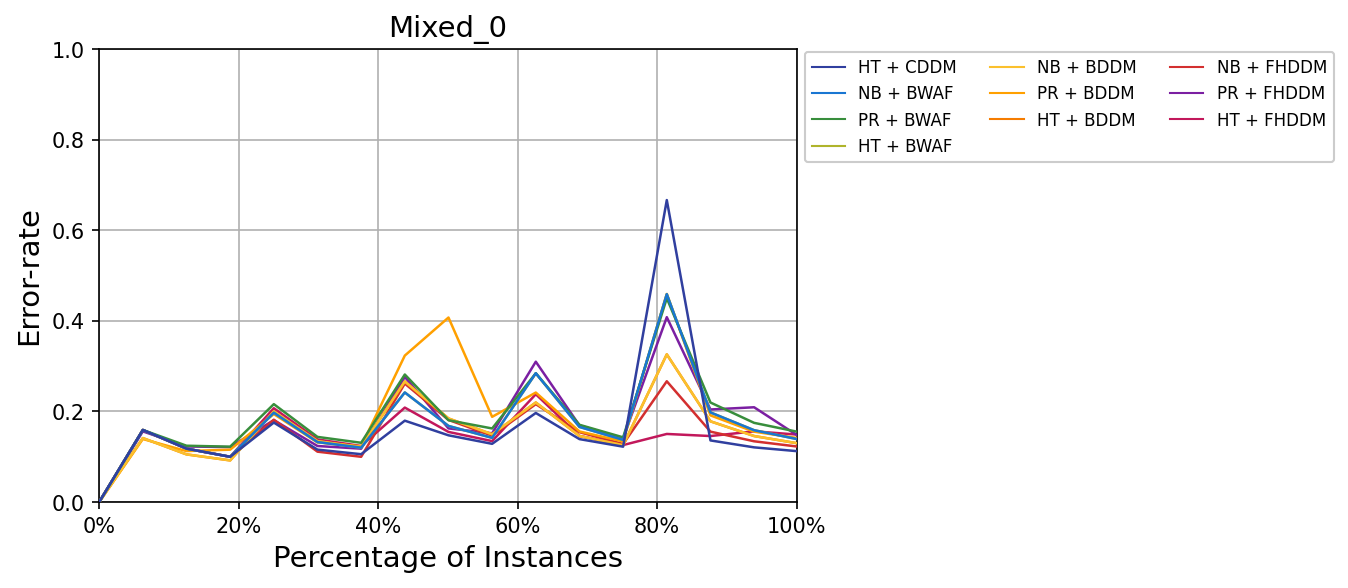 Mixed_0
Error-rate
1.0
0.8
0.6
0.4
0.2
0.0
0% 20% 40% 60% 80% 100%
Percentage of Instances
HT + CDDM NB + BDDM NB + FHDDM
NB + BWAF PR + BDDM PR + FHDDM
PR + BWAF HT + BDDM HT + FHDDM
HT + BWAF